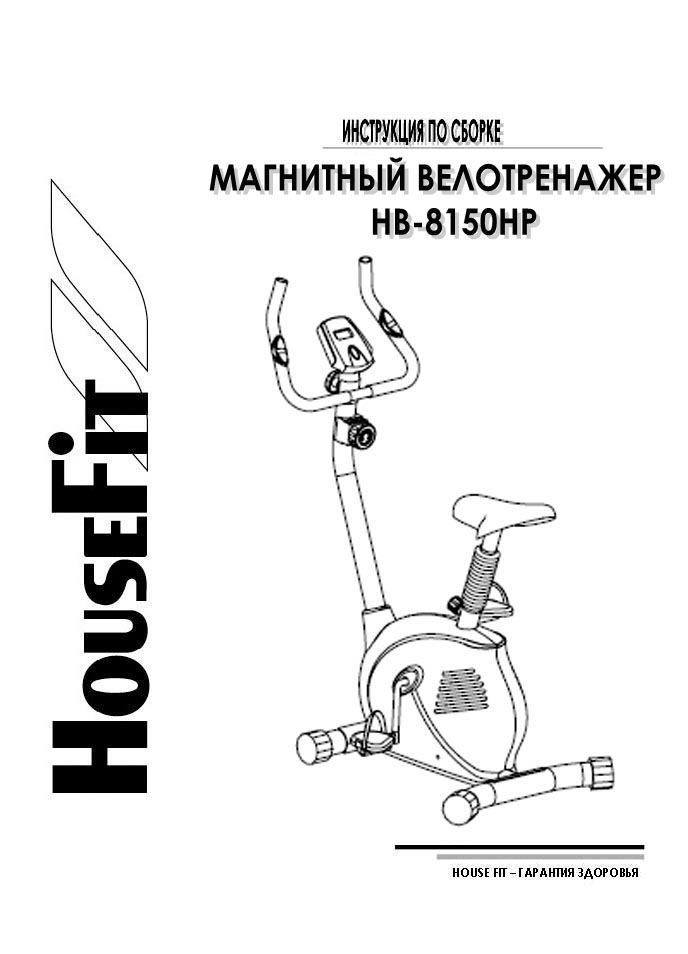 ИНСТРУКЦИЯ ПО СБОРКЕ
МАГНИТНЫЙ ВЕЛОТРЕНАЖЕР
HB-8150HP
HOUSEFIT
HOUSE FIT – ГАРАНТИЯ ЗДОРОВЬЯ